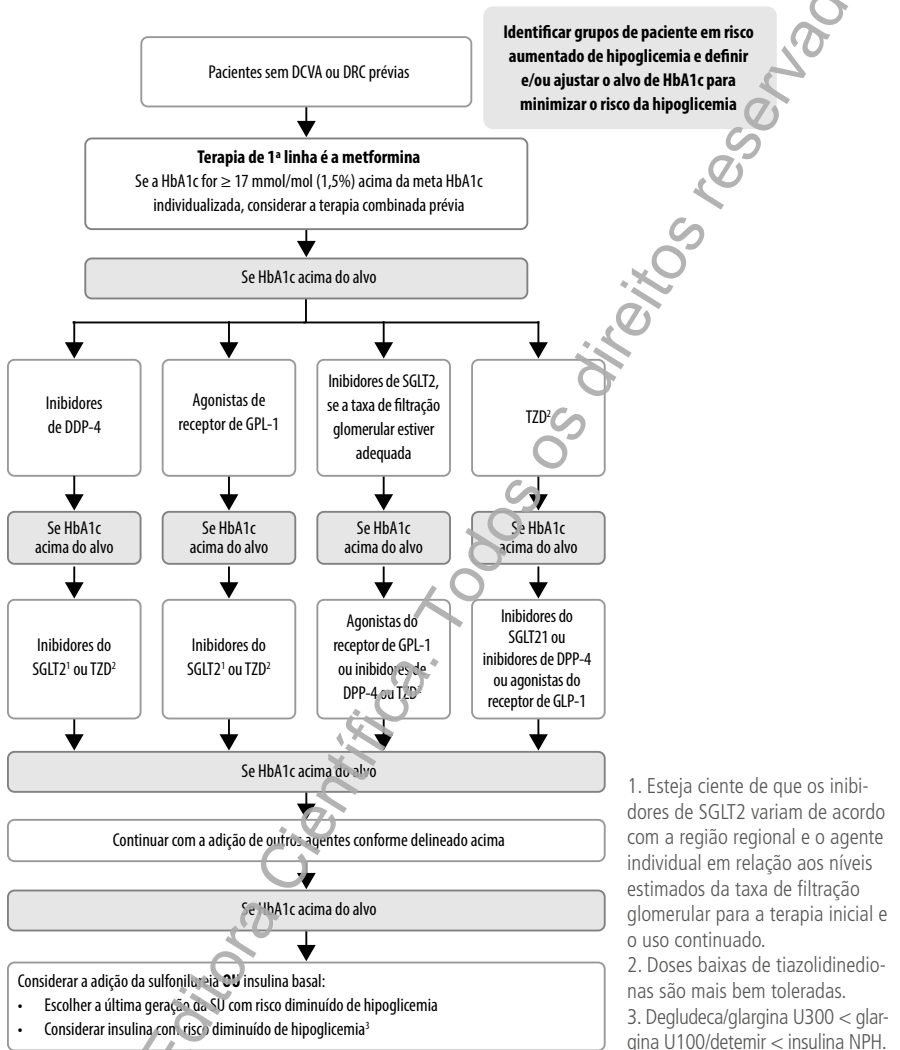 Identificar grupos de paciente em risco
aumentado de hipoglicemia e definir
e/ou ajustar o alvo de HbA1c para
minimizar o risco da hipoglicemia
Pacientes sem DCVA ou DRC prévias
Terapia de 1ª linha é a metformina
Se a HbA1c for ≥ 17 mmol/mol (1,5%) acima da meta HbA1c
individualizada, considerar a terapia combinada prévia
Se HbA1c acima do alvo
Inibidores
de DDP-4
Agonistas de
receptor de GPL-1
Inibidores de SGLT2,
se a taxa de filtração
glomerular estiver
adequada
TZD²
Se HbA1c
acima do alvo
Se HbA1c
acima do alvo
Se HbA1c
acima do alvo
Se HbA1c
acima do alvo
Inibidores do
SGLT2¹ ou TZD²
Inibidores do
SGLT2¹ ou TZD²
Agonistas do
receptor de GPL-1
ou inibidores de
DPP-4 ou TZD²
Inibidores do
SGLT21 ou
inibidores de DPP-4
ou agonistas do
receptor de GLP-1
Se HbA1c acima do alvo
Continuar com a adição de outros agentes conforme delineado acima
Se HbA1c acima do alvo
Considerar a adição da sulfonilureia OU insulina basal:
• Escolher a última geração da SU com risco diminuído de hipoglicemia
• Considerar insulina com risco diminuído de hipoglicemia³
1. Esteja ciente de que os inibi-
dores de SGLT2 variam de acordo
com a região regional e o agente
individual em relação aos níveis
estimados da taxa de filtração
glomerular para a terapia inicial e
o uso continuado.
2. Doses baixas de tiazolidinedio-
nas são mais bem toleradas.
3. Degludeca/glargina U300 < glar-
gina U100/detemir < insulina NPH.
Editora Científica. Todos os direitos reservad